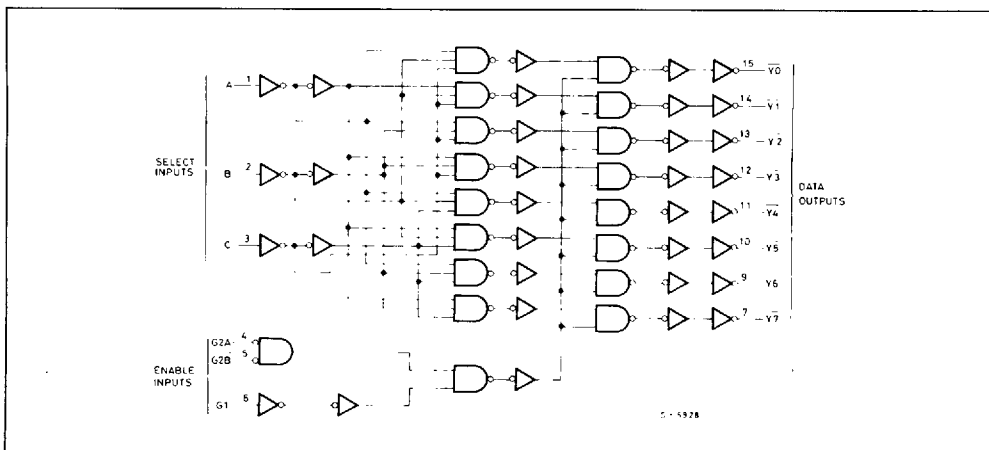 A 1
SELECT
INPUTS
B 2
C 3
15 Y0
14 Y1
13 Y2
12 Y3
11 Y4
10 Y5
9 Y6
7 Y7
DATA
OUTPUTS
ENABLE
INPUTS
G2A 4
G2B 5
G1 6
S - 6928